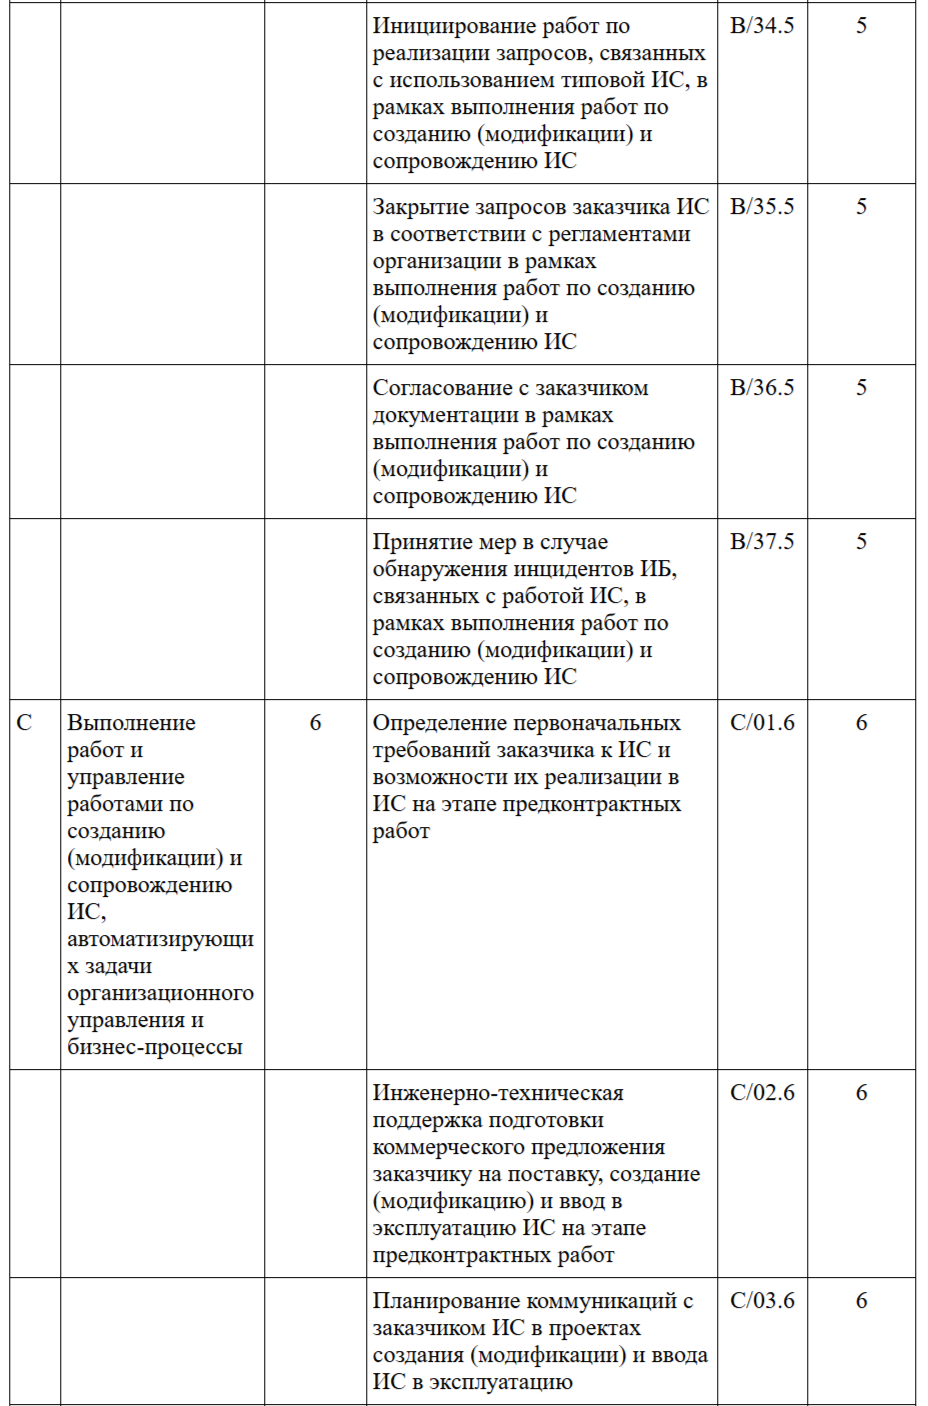 Инициирование работ по B/34.5 5
реализации запросов, связанных
с использованием типовой ИС, в
рамках выполнения работ по
созданию (модификации) и
сопровождению ИС
Закрытие запросов заказчика ИС B/35.5 5
в соответствии с регламентами
организации в рамках
выполнения работ по созданию
(модификации) и
сопровождению ИС
Согласование с заказчиком B/36.5 5
документации в рамках
выполнения работ по созданию
(модификации) и
сопровождению ИС
Принятие мер в случае B/37.5 5
обнаружения инцидентов ИБ,
связанных с работой ИС, в
рамках выполнения работ по
созданию (модификации) и
сопровождению ИС
C Выполнение 6 Определение первоначальных C/01.6 6
работ и требований заказчика к ИС и
управление возможности их реализации в
работами по ИС на этапе предконтрактных
созданию работ
(модификации) и
сопровождению
ИС,
автоматизирующи
х задачи
организационного
управления и
бизнес-процессы
Инженерно-техническая C/02.6 6
поддержка подготовки
коммерческого предложения
заказчику на поставку, создание
(модификацию) и ввод в
эксплуатацию ИС на этапе
предконтрактных работ
Планирование коммуникаций с C/03.6 6
заказчиком ИС в проектах
создания (модификации) и ввода
ИС в эксплуатацию